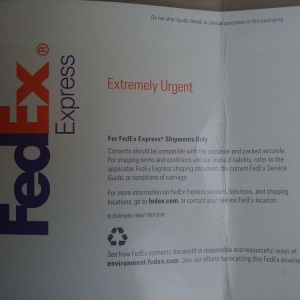 Do not ship liquids, blood, or clinical specimens in this packaging.
FedEx®
Express
Extremely Urgent
For FedEx Express® Shipments Only
Contents should be compatible with the container and packed securely.
For shipping terms and conditions and our limits of liability, refer to the
applicable FedEx Express shipping document, the current FedEx Service
Guide, or conditions of carriage.
For more information on FedEx Express services, solutions, and shipping
locations, go to fedex.com, or contact your nearest FedEx location.
FedEx
See how FedEx connects the world in responsible and resourceful ways at
environment.fedex.com. Join our efforts by recycling this FedEx envelope